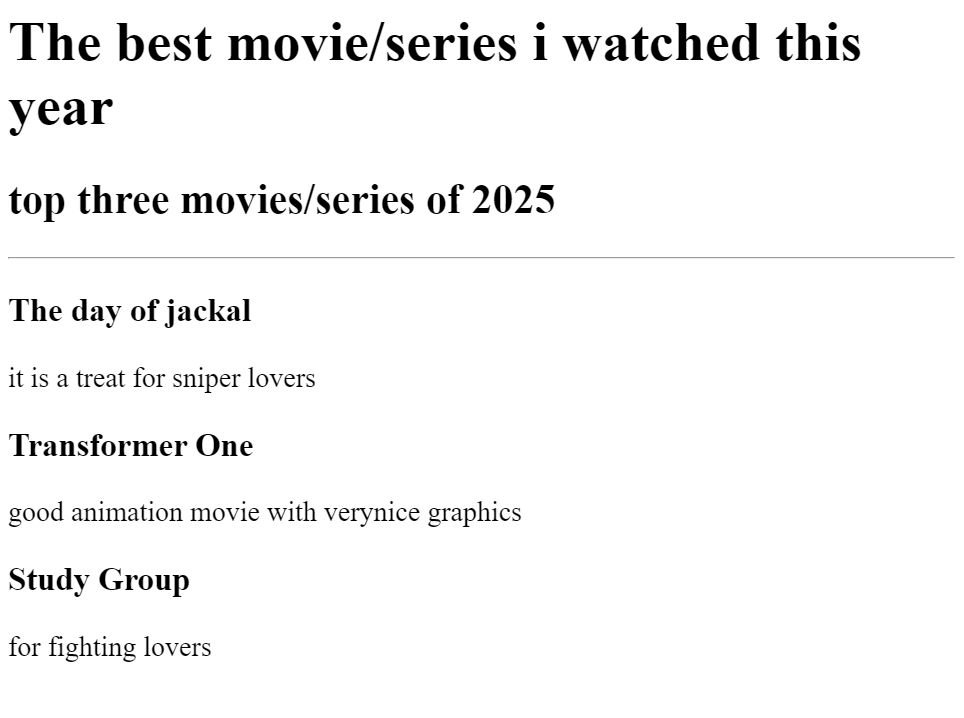 The best movie/series i watched this
year
top three movies/series of 2025
The day of jackal
it is a treat for sniper lovers
Transformer One
good animation movie with verynice graphics
Study Group
for fighting lovers